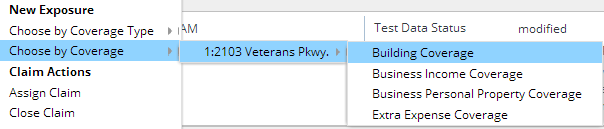 New Exposure
Choose by Coverage Type AM Test Data Status modified
Choose by Coverage 1:2103 Veterans Pkwy. Building Coverage
Claim Actions Business Income Coverage
Assign Claim Business Personal Property Coverage
Close Claim Extra Expense Coverage